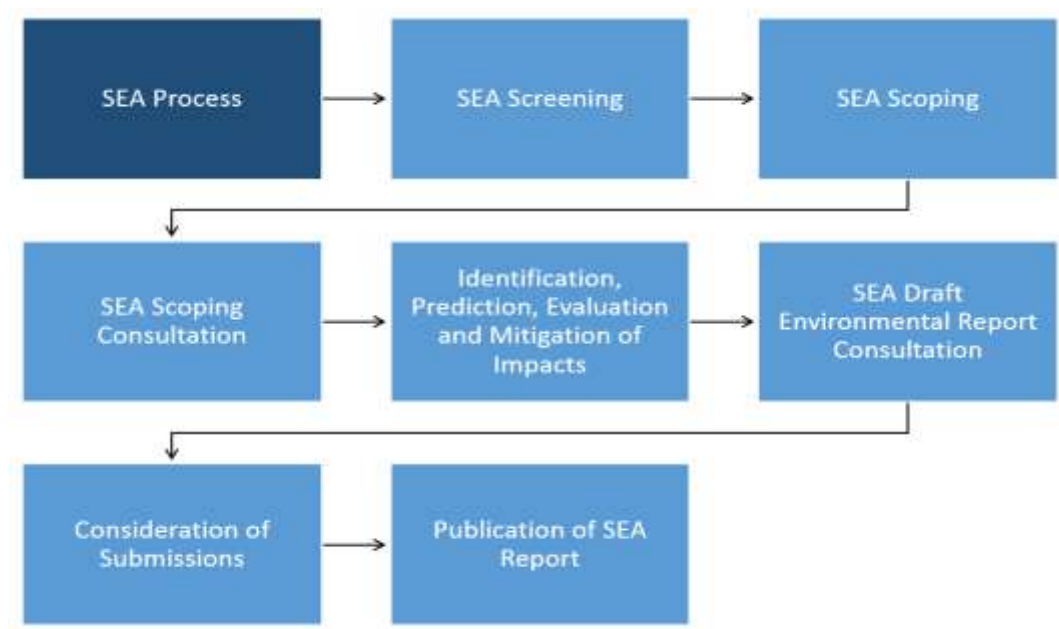 SEA Process
SEA Screening
SEA Scoping
SEA Scoping
Consultation
Identification,
Prediction, Evaluation
and Mitigation of
Impacts
SEA Draft
Environmental Report
Consultation
Consideration of
Submissions
Publication of SEA
Report